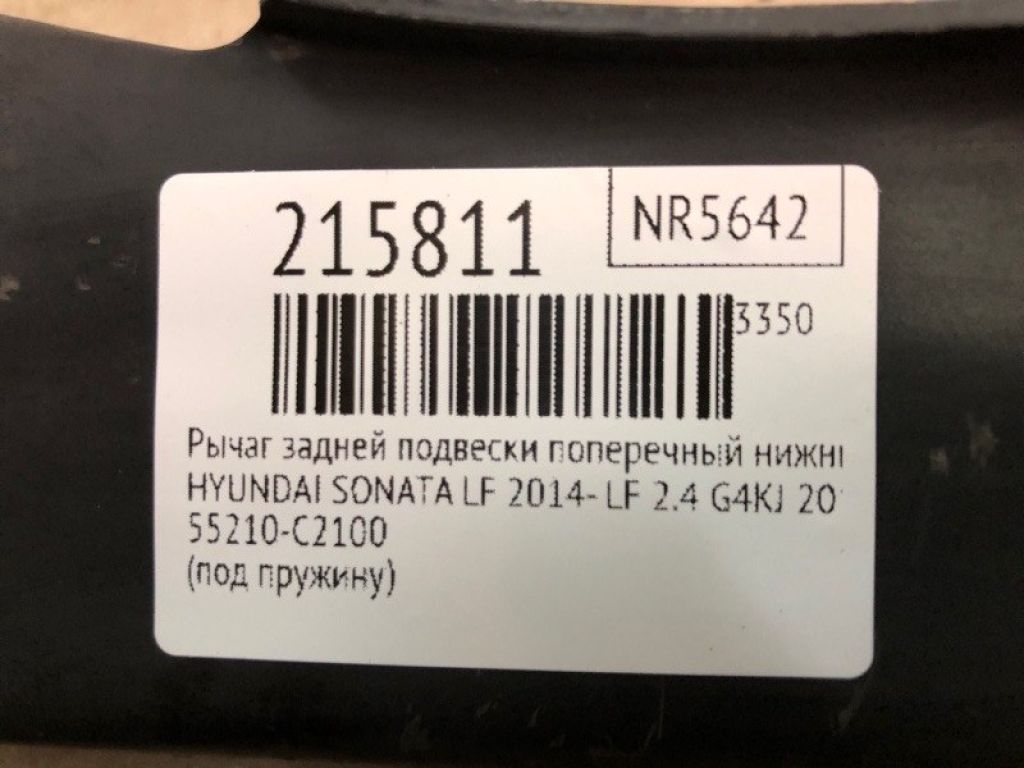 215811
NR5642
3350
Рычаг задней подвески поперечный нижн
HYUNDAI SONATA LF 2014- LF 2.4 G4KJ 20
55210-C2100
(под пружину)